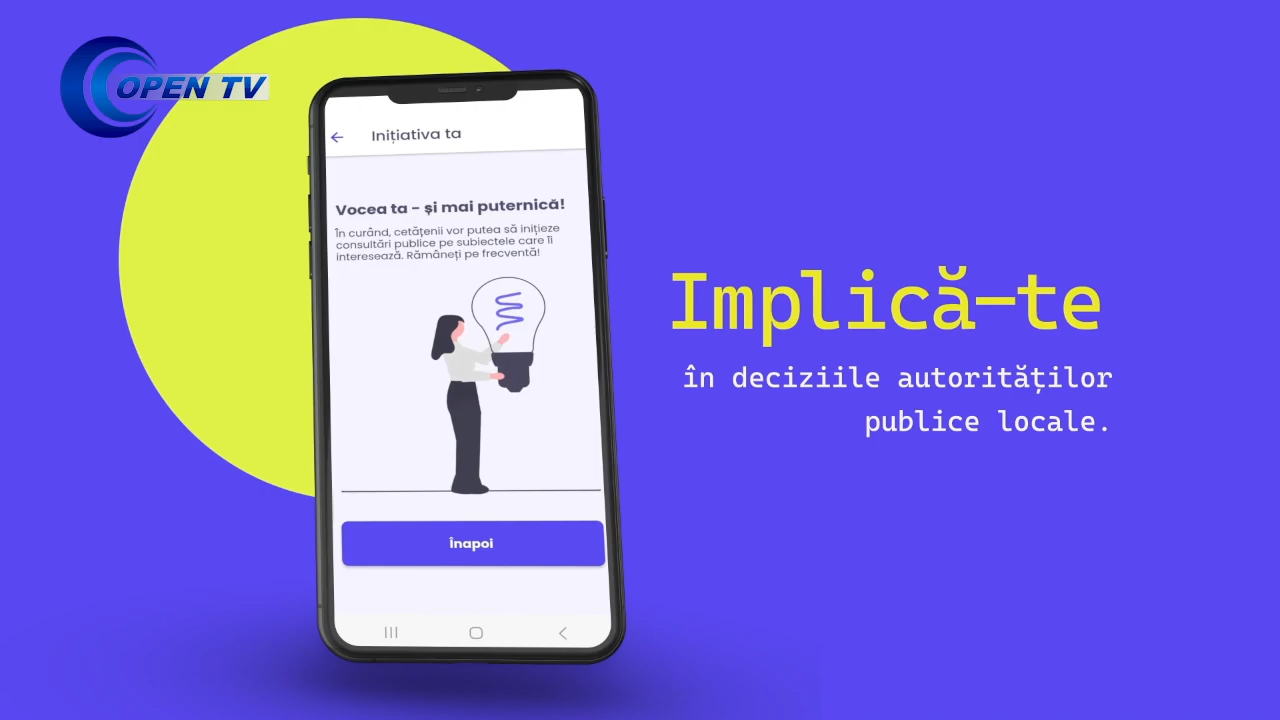 OPEN TV
Inițiativa ta
Vocea ta - și mai puternică!
În curând, cetățenii vor putea să inițieze
consultări publice pe subiectele care îi
interesează. Rămâneți pe frecventă!
Înapoi
Implică-te
în deciziile autorităților
publice locale.